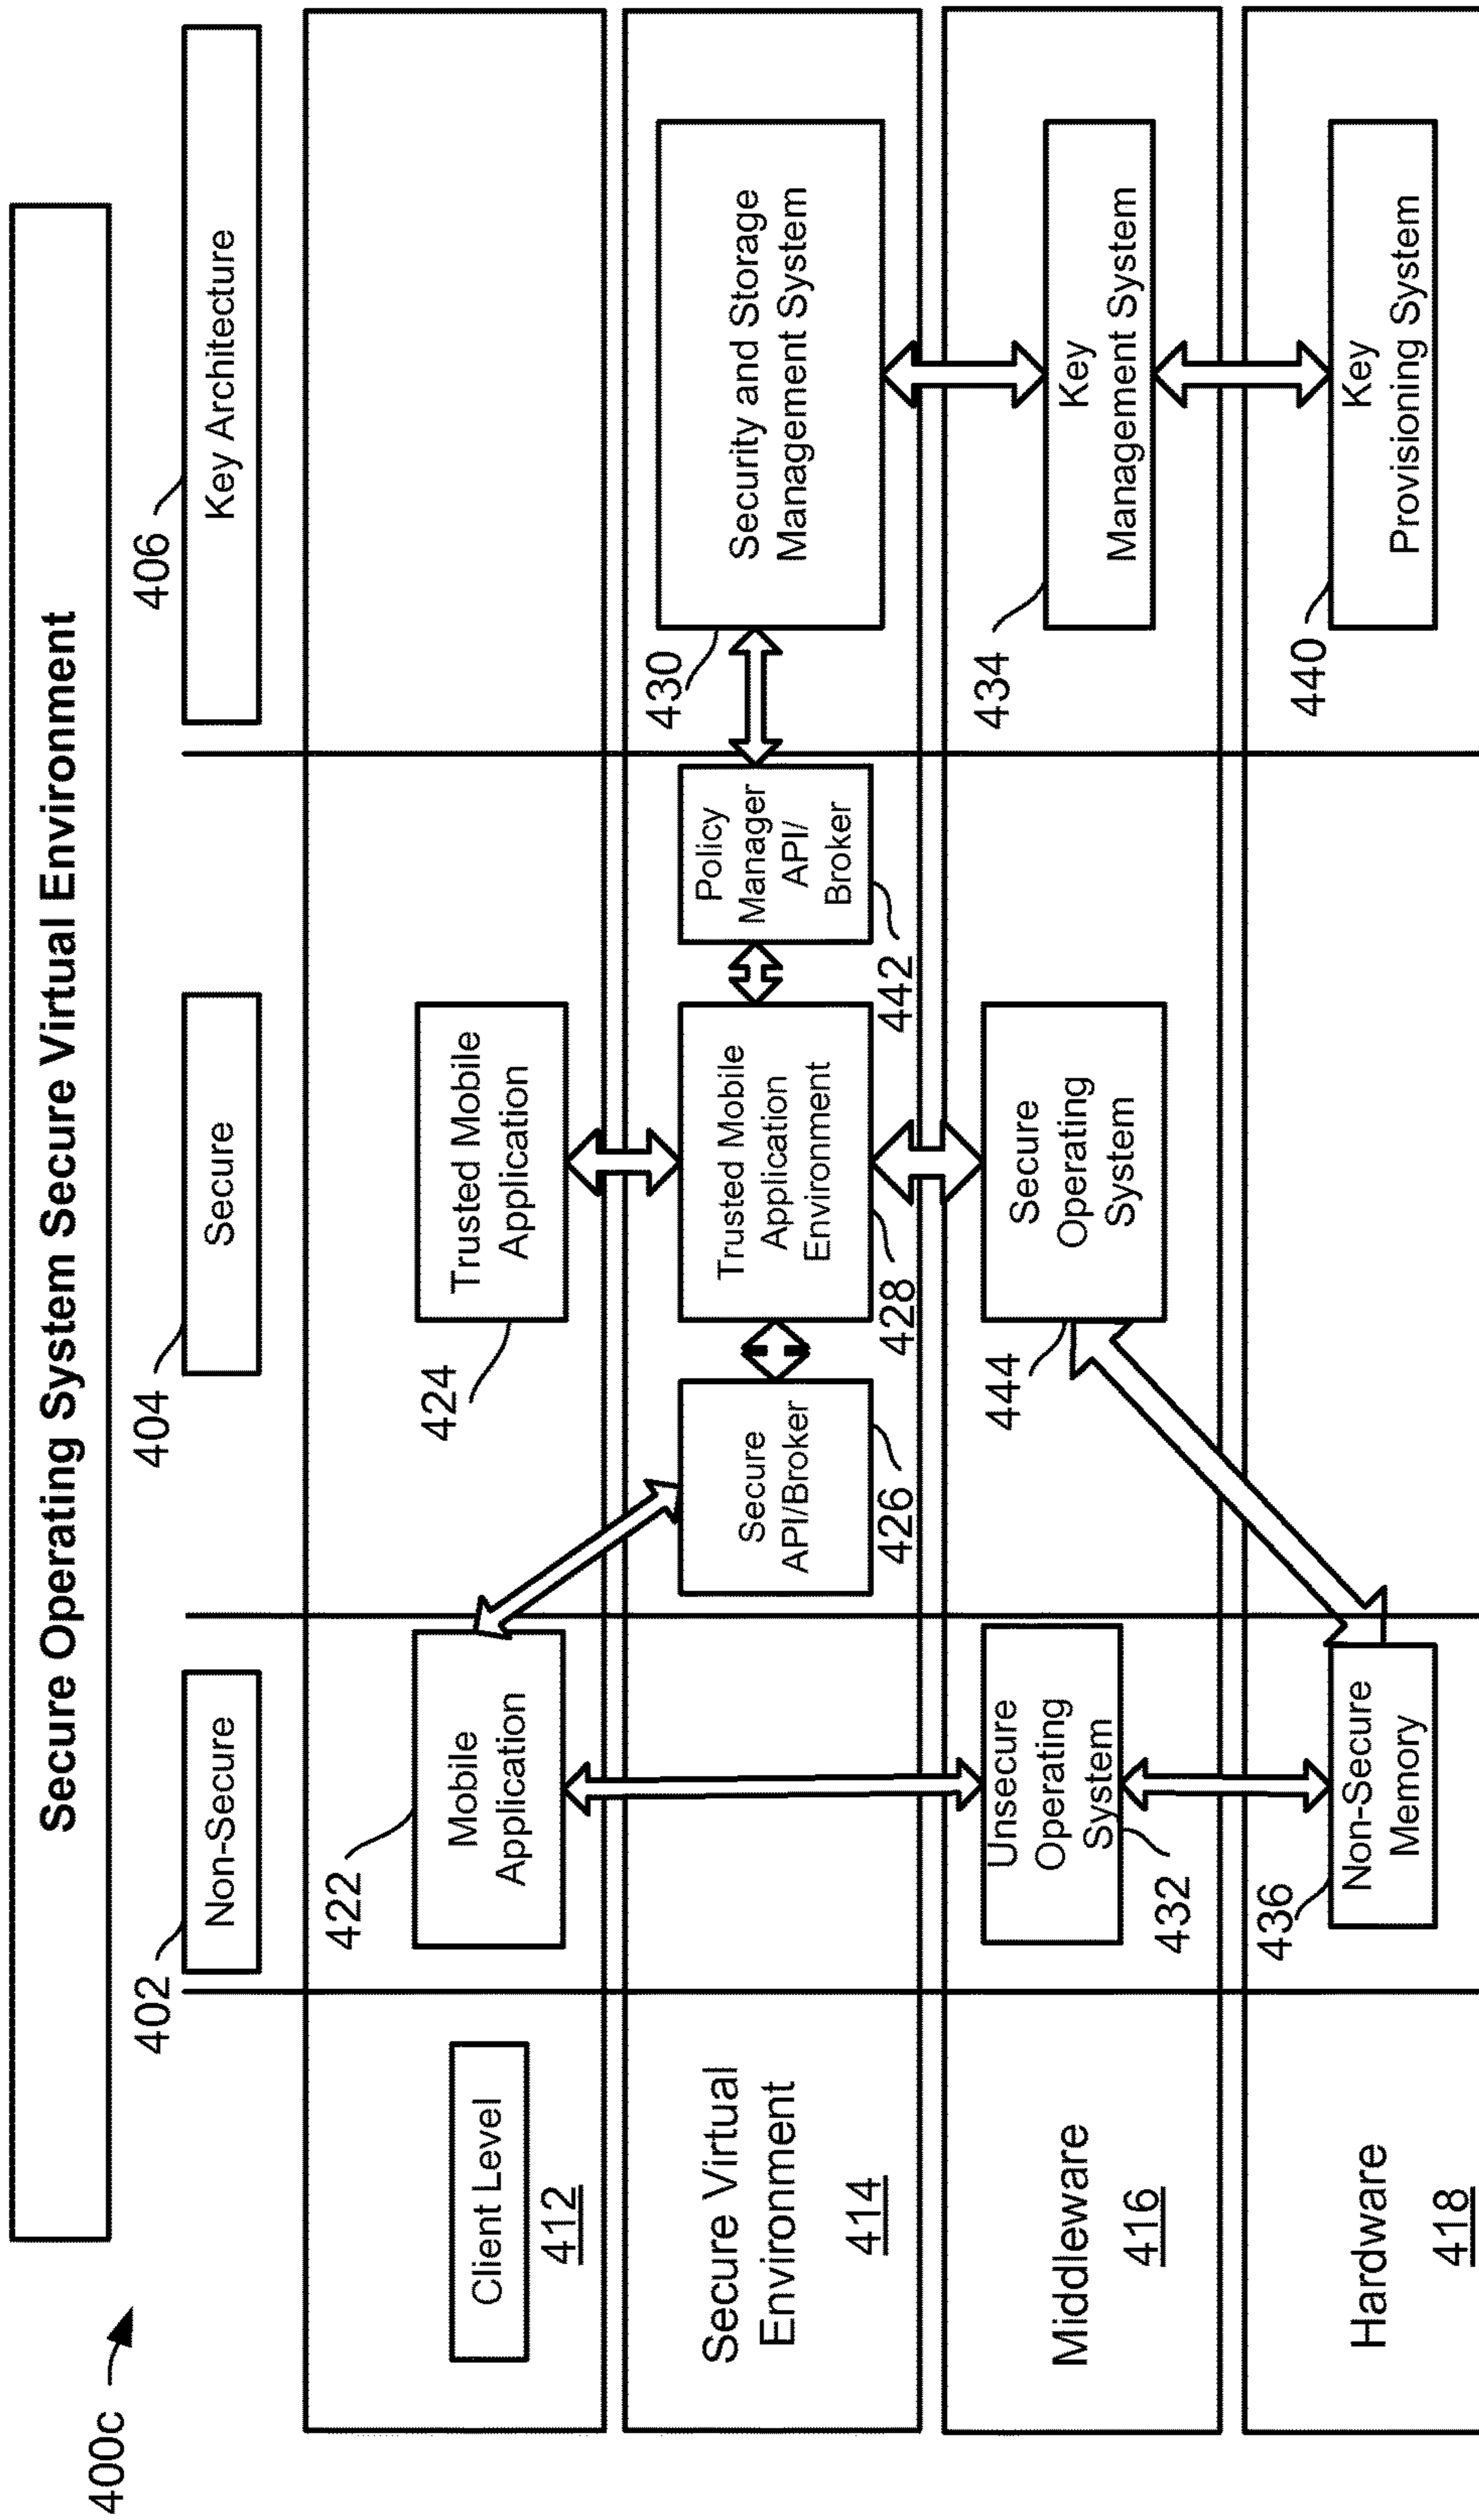 400c
Secure Operating System Secure Virtual Environment
402
Non-Secure
404
Secure
406
Key Architecture
Client Level
412
422
Mobile
Application
424
Trusted Mobile
Application
Secure Virtual
Environment
414
Secure
API/Broker
426
Trusted Mobile
Application
Environment
428
Policy
Manager
API/
Broker
442
430
Security and Storage
Management System
Middleware
416
Unsecure
Operating
System
432
444
Secure
Operating
System
434
Key
Management System
Hardware
418
436
Non-Secure
Memory
440
Key
Provisioning System